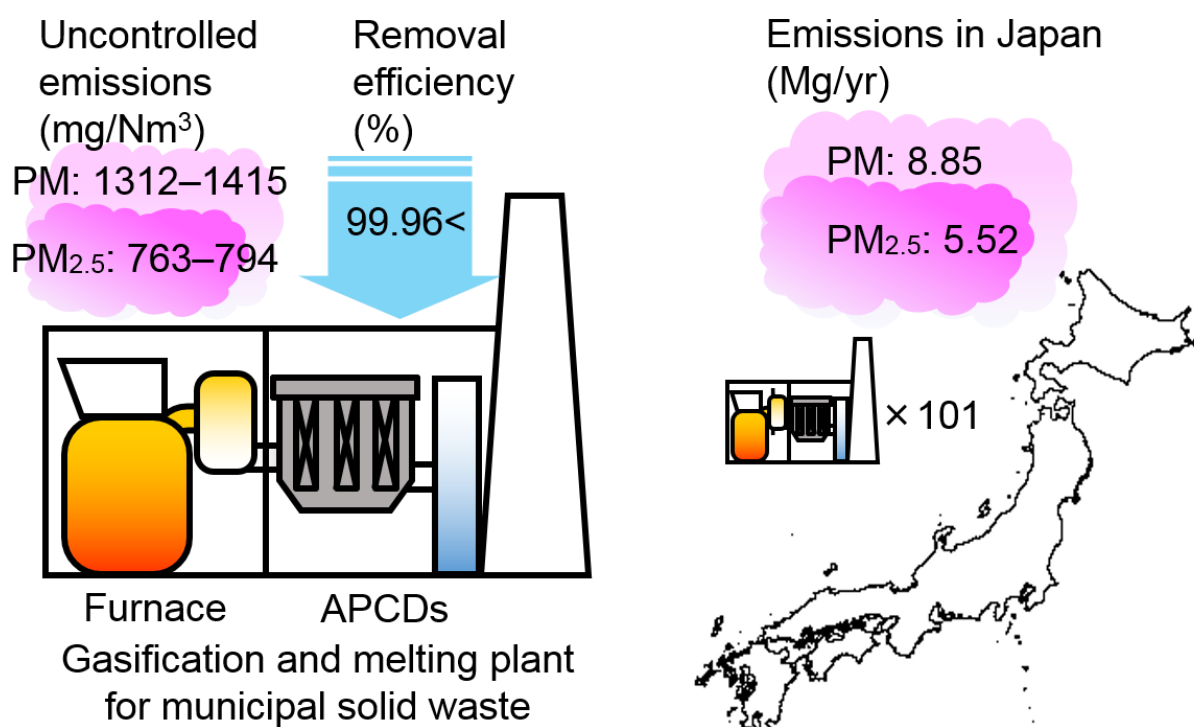 Uncontrolled
emissions
(mg/Nm³)
PM: 1312–1415
PM₂.₅: 763–794
Removal
efficiency
(%)
99.96<
Furnace
APCDs
Gasification and melting plant
for municipal solid waste
Emissions in Japan
(Mg/yr)
PM: 8.85
PM₂.₅: 5.52
× 101